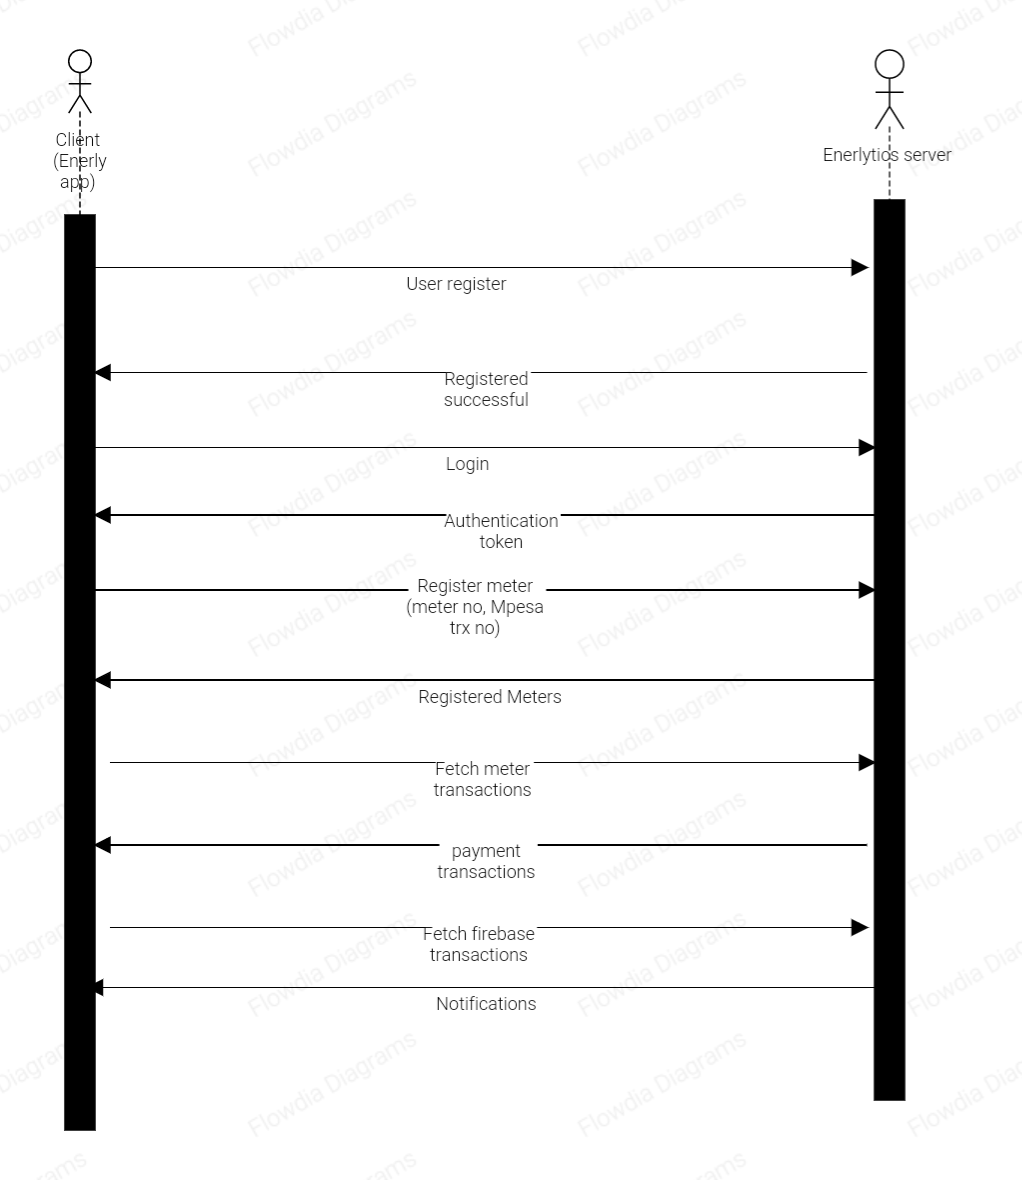 Client
(Enerly
app)
Enerlytics server
User register
Registered
successful
Login
Authentication
token
Register meter
(meter no, Mpesa
trx no)
Registered Meters
Fetch meter
transactions
payment
transactions
Fetch firebase
transactions
Notifications
Flowdia Diagrams